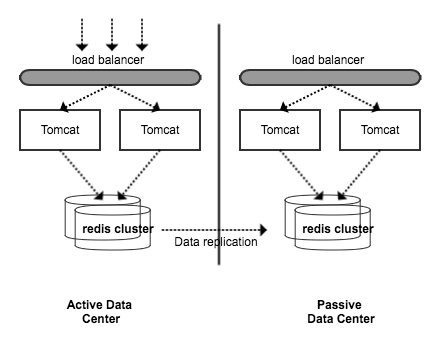 load balancer
load balancer
Tomcat
Tomcat
Tomcat
Tomcat
redis cluster
redis cluster
Data replication
Active Data
Center
Passive
Data Center